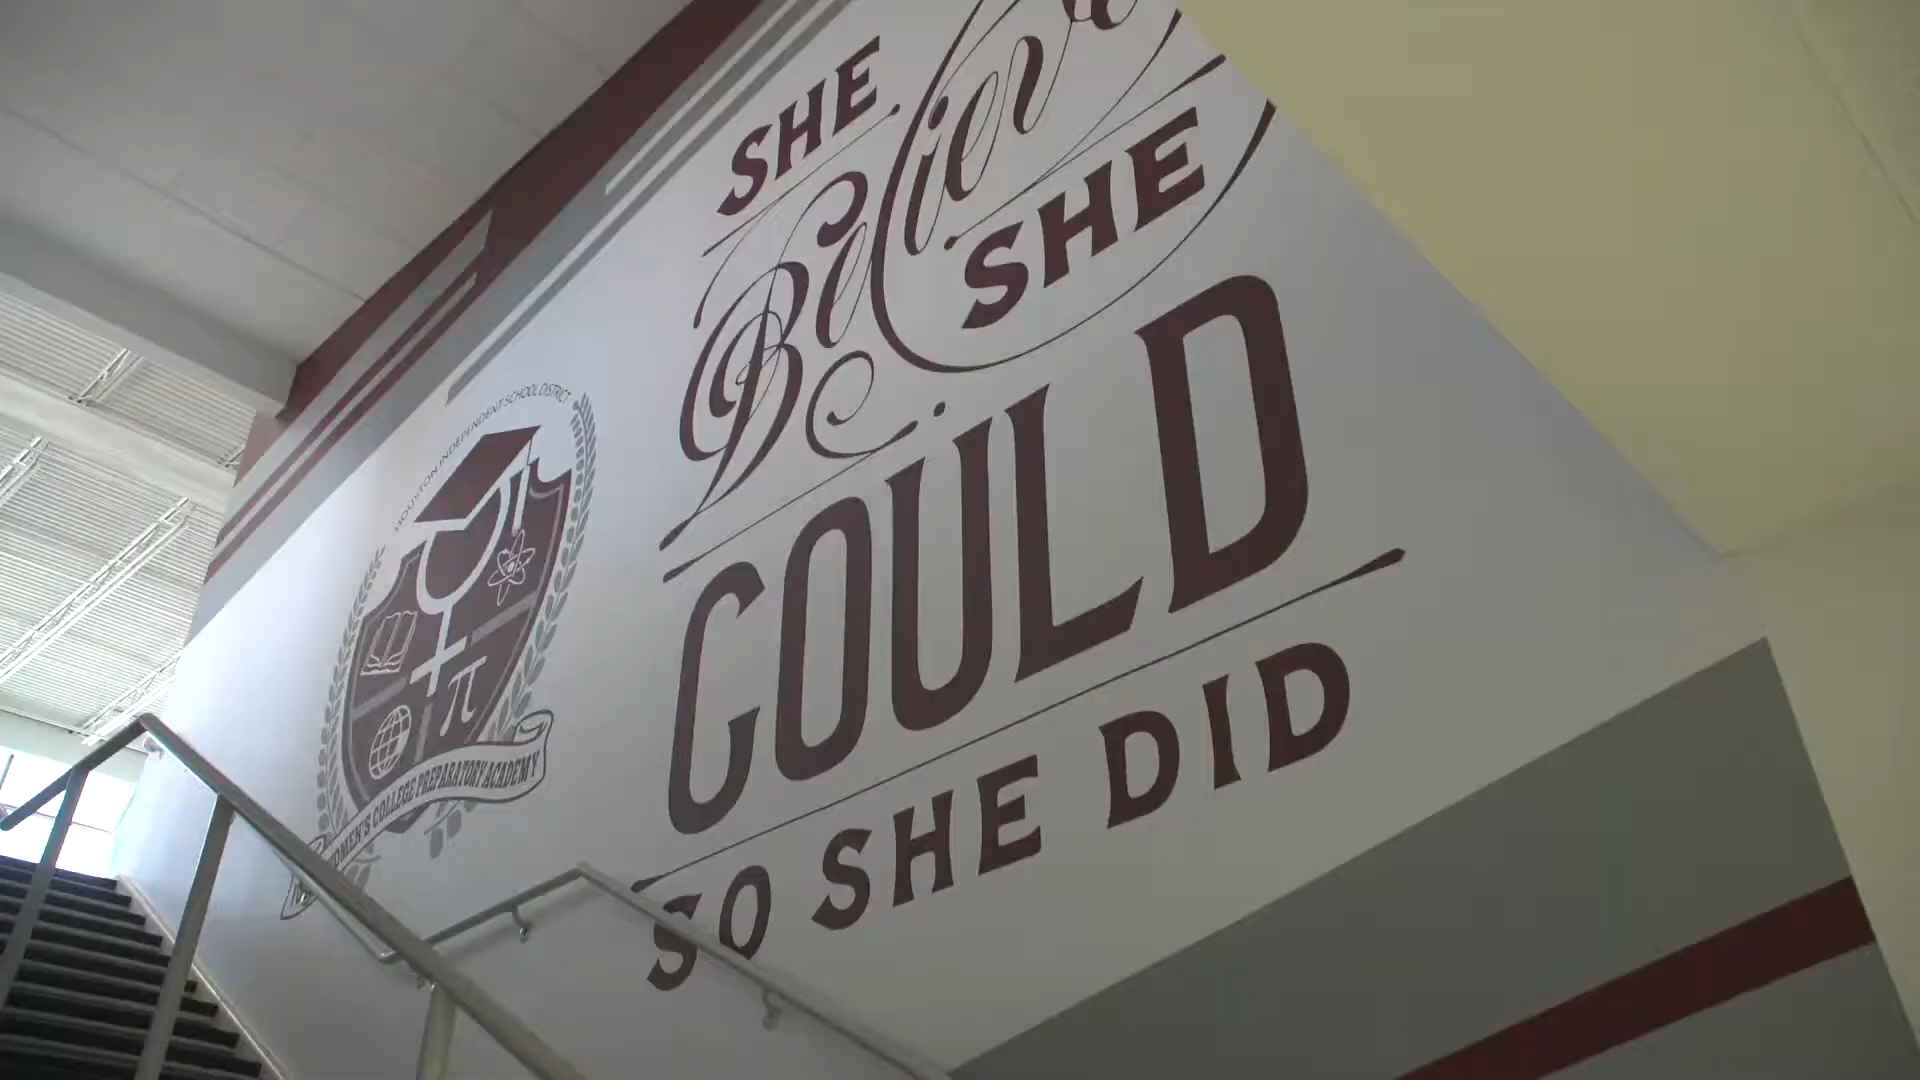 SHE
Believed
SHE
COULD
SO SHE DID
HOUSTON INDEPENDENT SCHOOL DISTRICT
π
WOMEN'S COLLEGE PREPARATORY ACADEMY